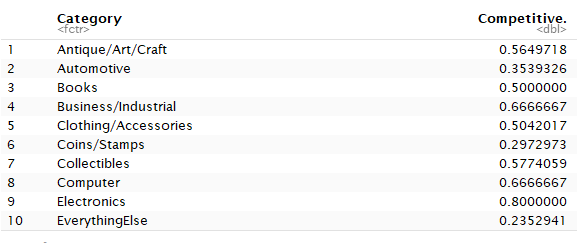 Category Competitive.
<fctr> <dbl>
1 Antique/Art/Craft 0.5649718
2 Automotive 0.3539326
3 Books 0.5000000
4 Business/Industrial 0.6666667
5 Clothing/Accessories 0.5042017
6 Coins/Stamps 0.2972973
7 Collectibles 0.5774059
8 Computer 0.6666667
9 Electronics 0.8000000
10 EverythingElse 0.2352941